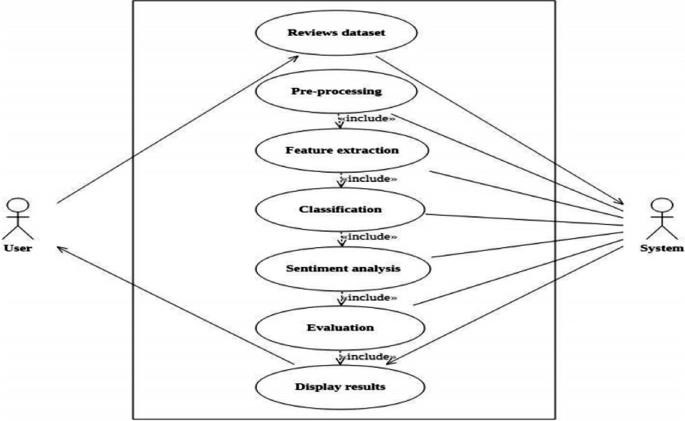 Reviews dataset
Pre-processing
«include»
Feature extraction
«include»
Classification
«include»
Sentiment analysis
«include»
Evaluation
«include»
Display results
User
System